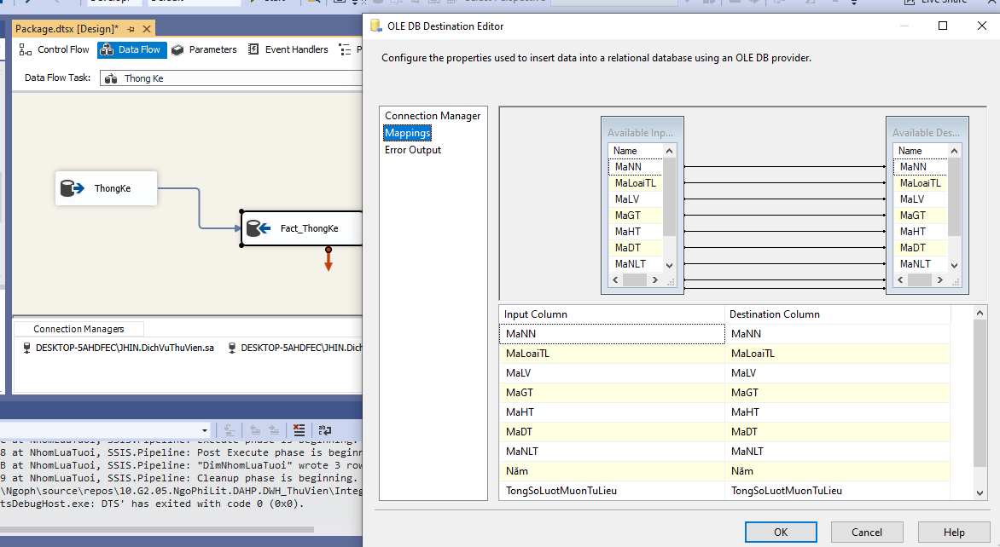 Package.dtsx [Design]*
Control Flow
Data Flow
Parameters
Event Handlers
Data Flow Task:
Thong Ke
ThongKe
Fact_ThongKe
Connection Managers
DESKTOP-5AHDFEC\JHIN.DichVuThuVien.sa
DESKTOP-5AHDFEC\JHIN.Dich
at NhomLuaTuoi, SSIS.Pipeline: Execute phase is beginning.
8 at NhomLuaTuoi, SSIS.Pipeline: Post Execute phase is beginn
B at NhomLuaTuoi, SSIS.Pipeline: "DimNhomLuaTuoi" wrote 3 row
9 at NhomLuaTuoi, SSIS.Pipeline: Cleanup phase is beginning.
\Ngoph\source\repos\10.G2.05.NgoPhiLit.DAHP.DWH_ThuVien\Integ
tsDebugHost.exe: DTS' has exited with code 0 (0x0).
Live Share
OLE DB Destination Editor
Configure the properties used to insert data into a relational database using an OLE DB provider.
Connection Manager
Mappings
Error Output
Available Inp...
Name
MaNN
MaLoaiTL
MaLV
MaGT
MaHT
MaDT
MaNLT
Available Des...
Name
MaNN
MaLoaiTL
MaLV
MaGT
MaHT
MaDT
MaNLT
Input Column Destination Column
MaNN MaNN
MaLoaiTL MaLoaiTL
MaLV MaLV
MaGT MaGT
MaHT MaHT
MaDT MaDT
MaNLT MaNLT
Năm Năm
TongSoLuotMuonTuLieu TongSoLuotMuonTuLieu
OK Cancel Help